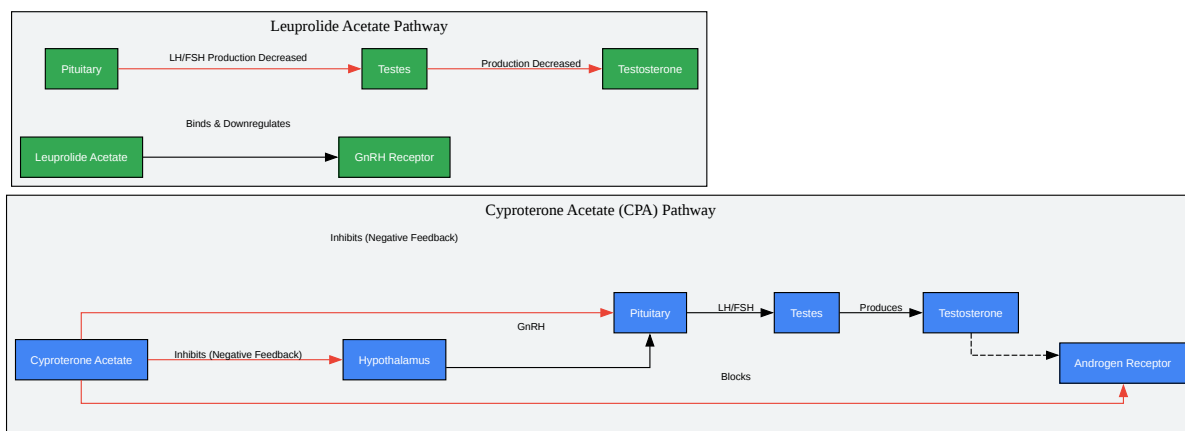 Leuprolide Acetate Pathway
LH/FSH Production Decreased
Production Decreased
Pituitary
Testes
Testosterone
Binds & Downregulates
Leuprolide Acetate
GnRH Receptor
Cyproterone Acetate (CPA) Pathway
Inhibits (Negative Feedback)
LH/FSH
Produces
Pituitary
Testes
Testosterone
GnRH
Inhibits (Negative Feedback)
Cyproterone Acetate
Hypothalamus
Androgen Receptor
Blocks